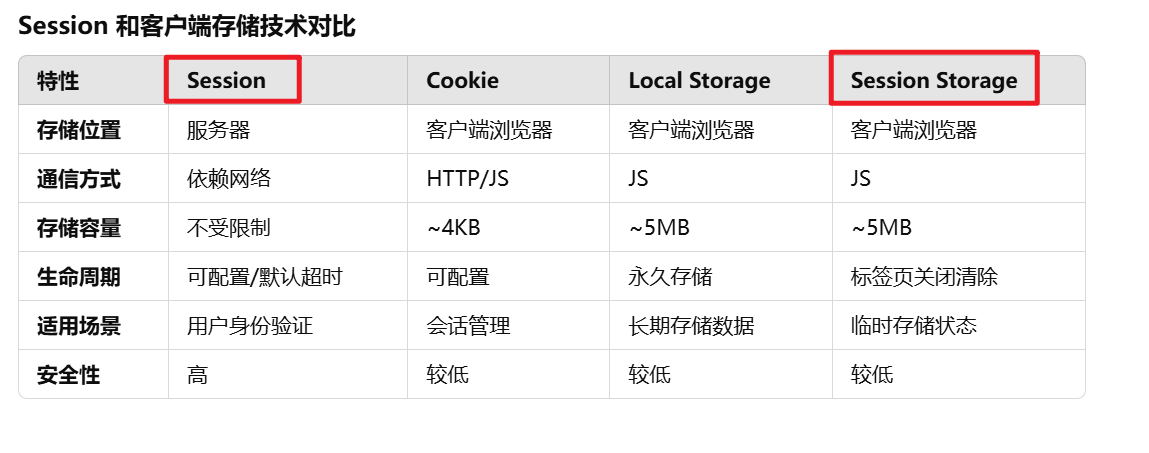 Session 和客户端存储技术对比
特性 Session Cookie Local Storage Session Storage
存储位置 服务器 客户端浏览器 客户端浏览器 客户端浏览器
通信方式 依赖网络 HTTP/JS JS JS
存储容量 不受限制 ~4KB ~5MB ~5MB
生命周期 可配置/默认超时 可配置 永久存储 标签页关闭清除
适用场景 用户身份验证 会话管理 长期存储数据 临时存储状态
安全性 高 较低 较低 较低